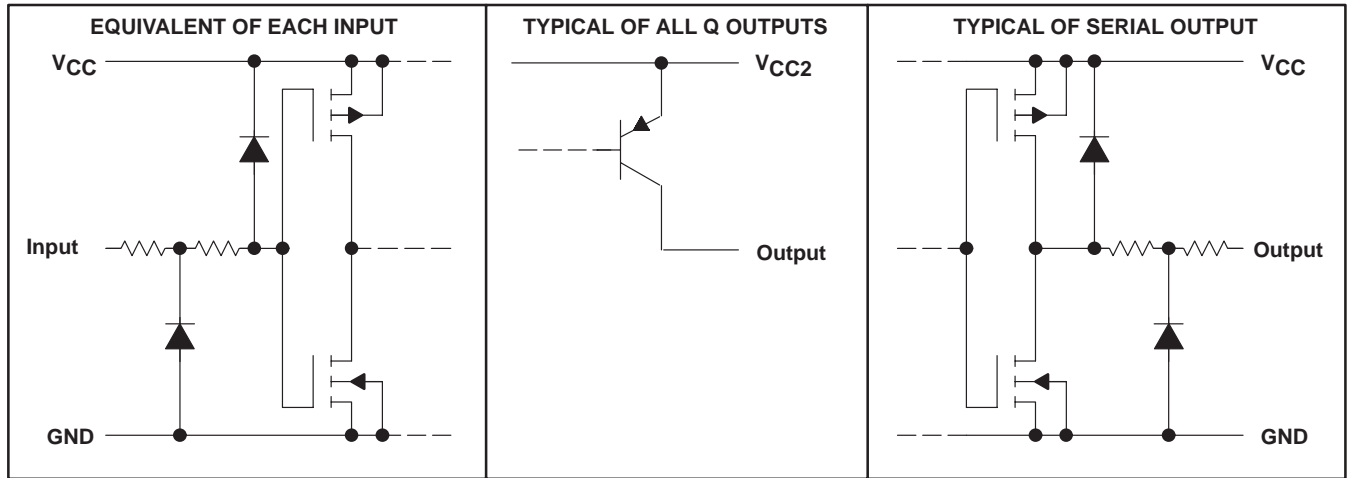 EQUIVALENT OF EACH INPUT
VCC
Input
GND
TYPICAL OF ALL Q OUTPUTS
VCC2
Output
TYPICAL OF SERIAL OUTPUT
VCC
Output
GND